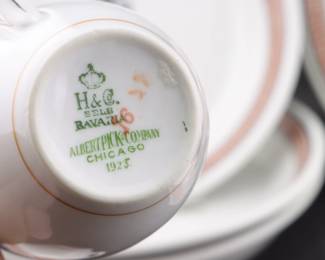 H & C.
SELB
BAVARIA
ALBERT PICK & COMPANY
CHICAGO
1925